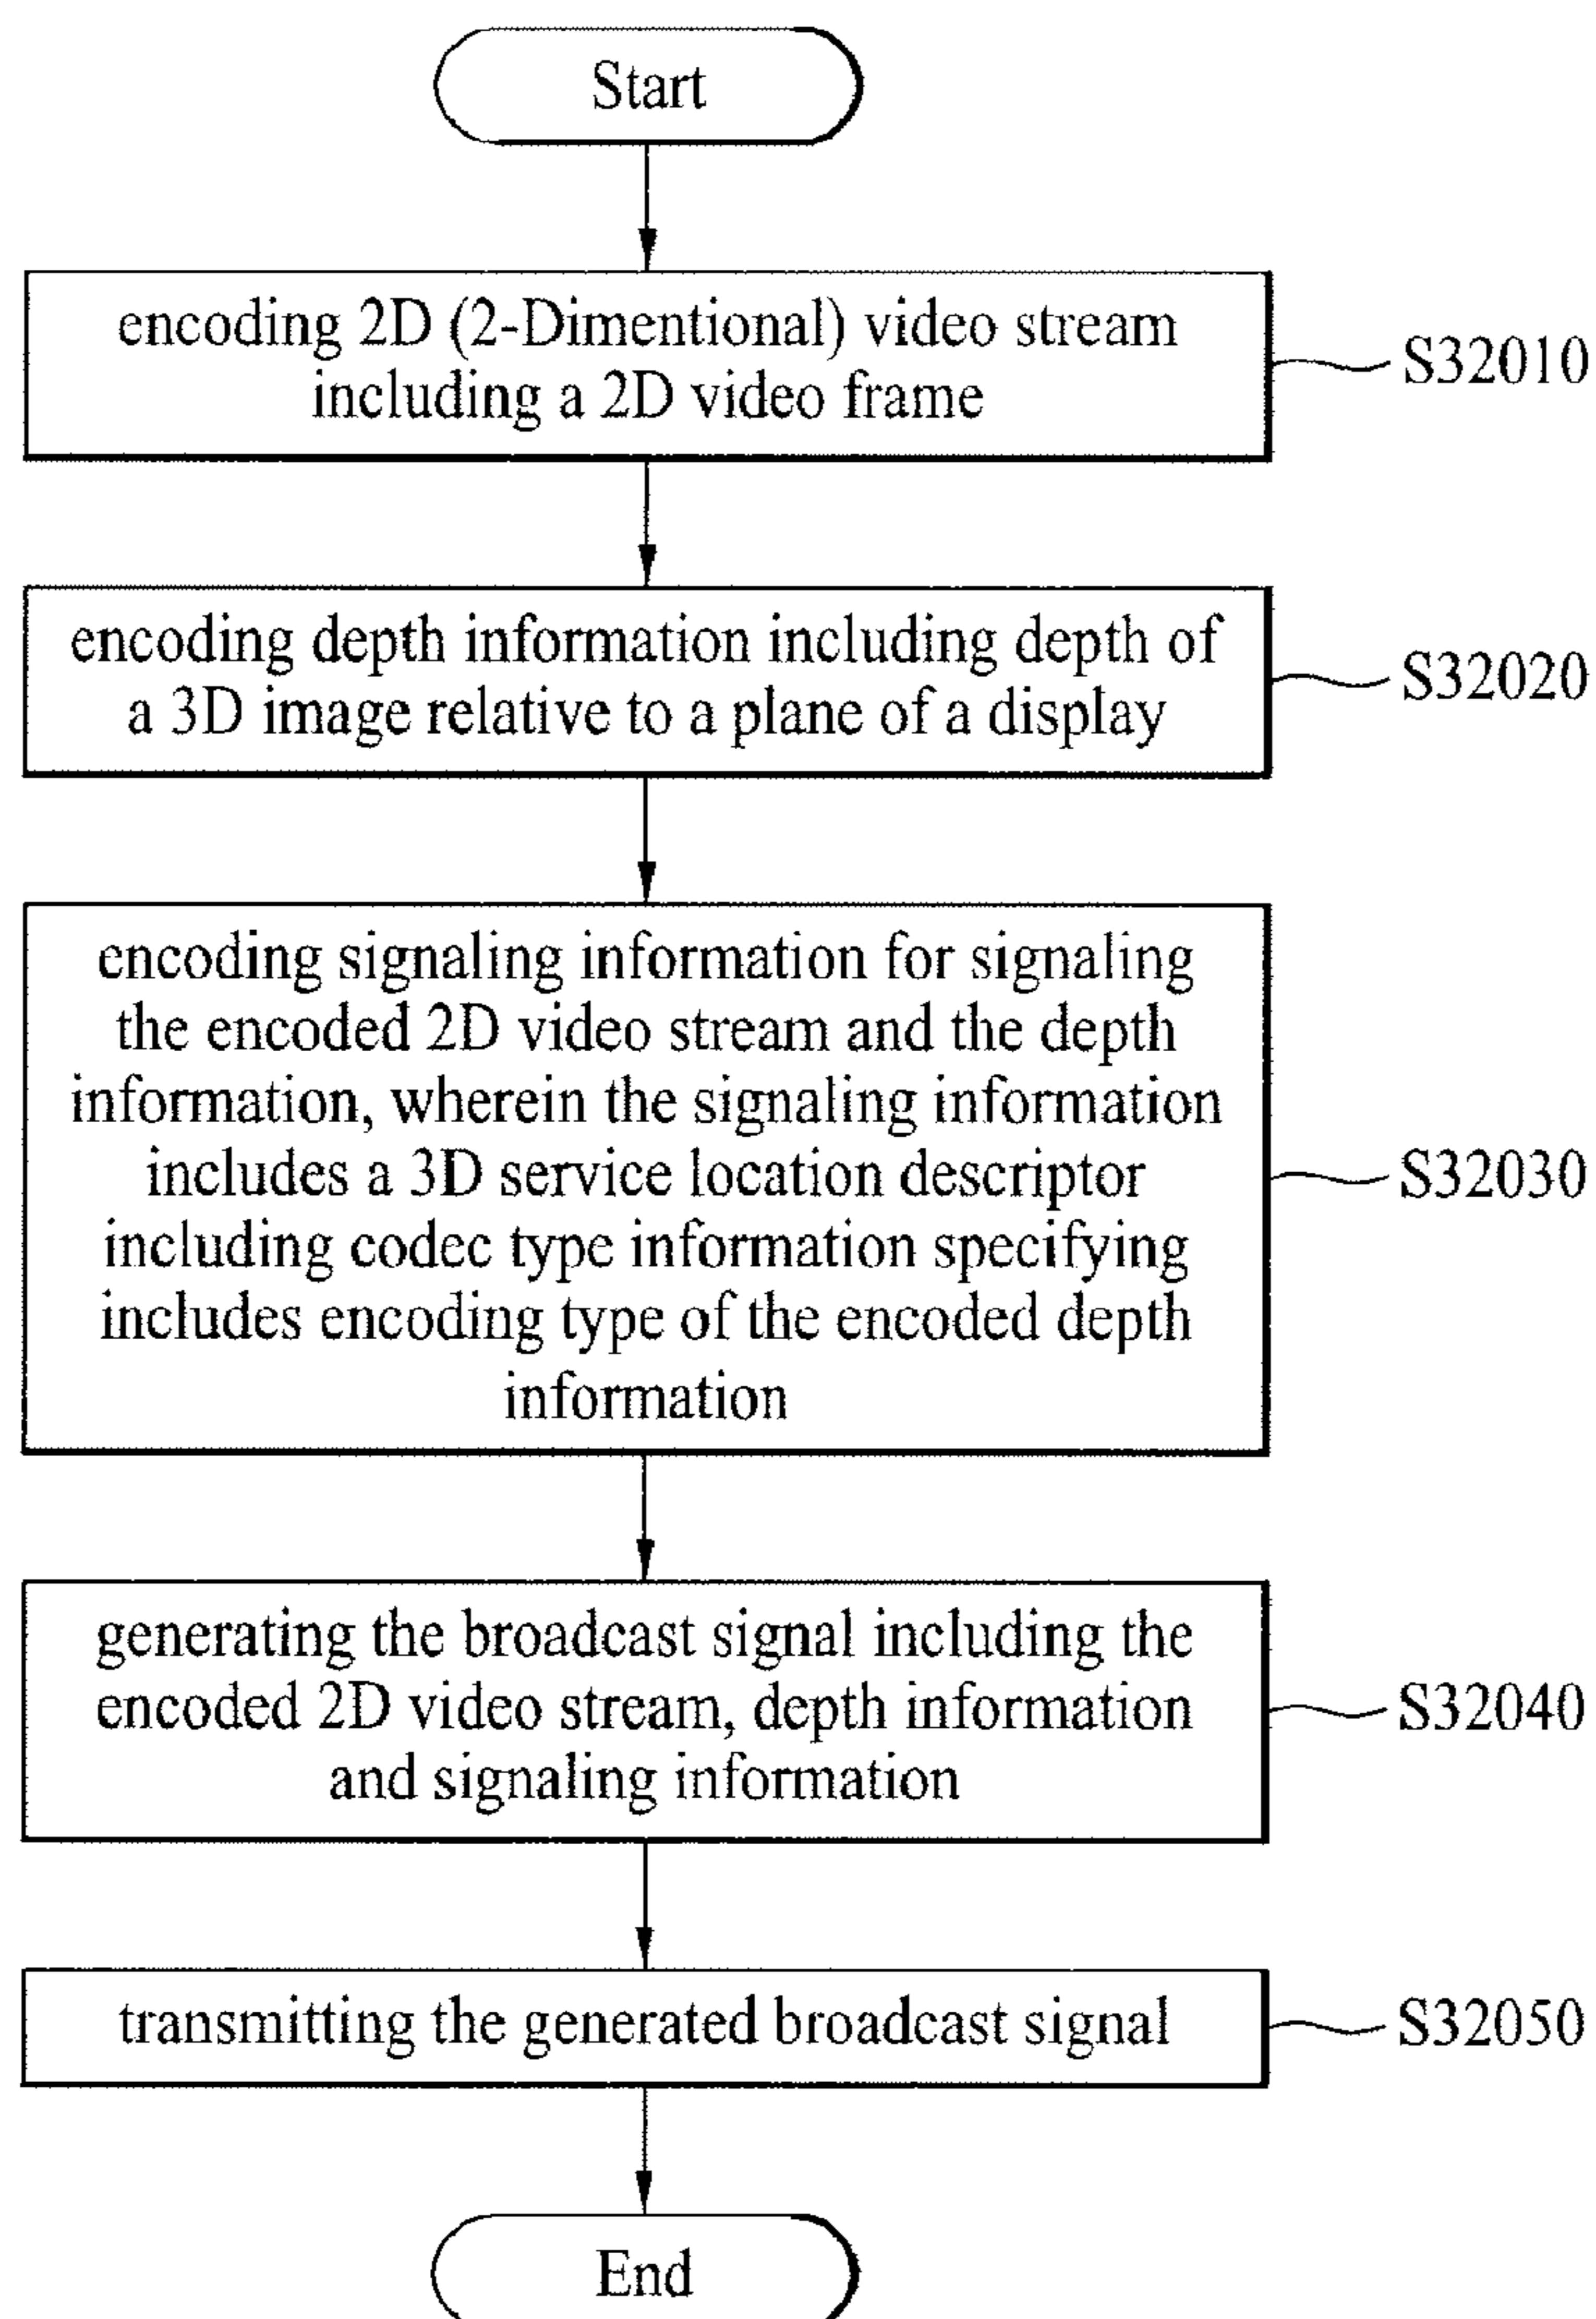 Start
encoding 2D (2-Dimentional) video stream
including a 2D video frame
S32010
encoding depth information including depth of
a 3D image relative to a plane of a display
S32020
encoding signaling information for signaling
the encoded 2D video stream and the depth
information, wherein the signaling information
includes a 3D service location descriptor
including codec type information specifying
includes encoding type of the encoded depth
information
S32030
generating the broadcast signal including the
encoded 2D video stream, depth information
and signaling information
S32040
transmitting the generated broadcast signal
S32050
End